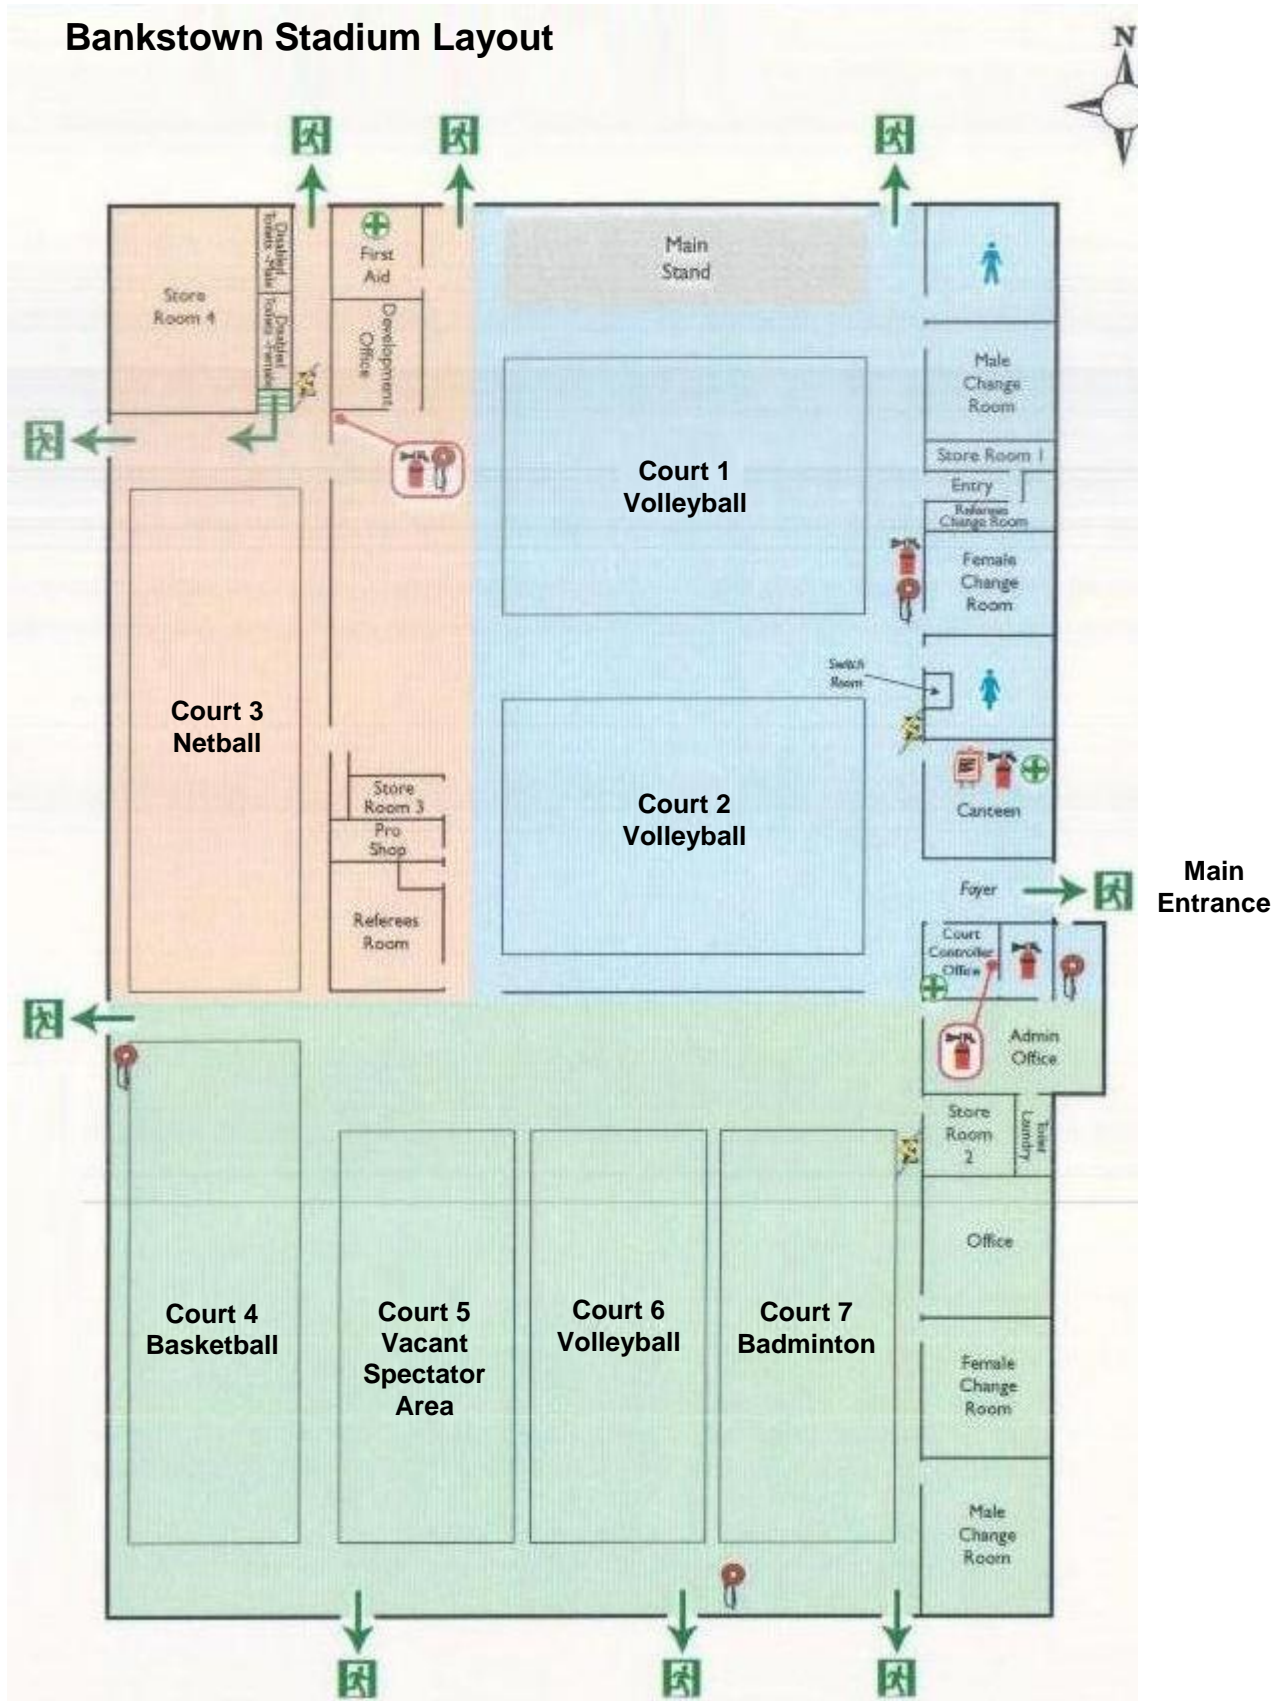 Bankstown Stadium Layout
N
Disabled
Toilets - Male
First
Aid
Main
Stand
Store
Room 4
Disabled
Toilets - Female
Development
Office
Male
Change
Room
Store Room 1
Entry
Referees
Change Room
Court 1
Volleyball
Female
Change
Room
Switch
Room
Court 3
Netball
Court 2
Volleyball
Store
Room 3
Pro
Shop
Canteen
Foyer
Main
Entrance
Referees
Room
Court
Controller
Office
Admin
Office
Store
Room
2
Toilet
Laundry
Office
Court 4
Basketball
Court 5
Vacant
Spectator
Area
Court 6
Volleyball
Court 7
Badminton
Female
Change
Room
Male
Change
Room